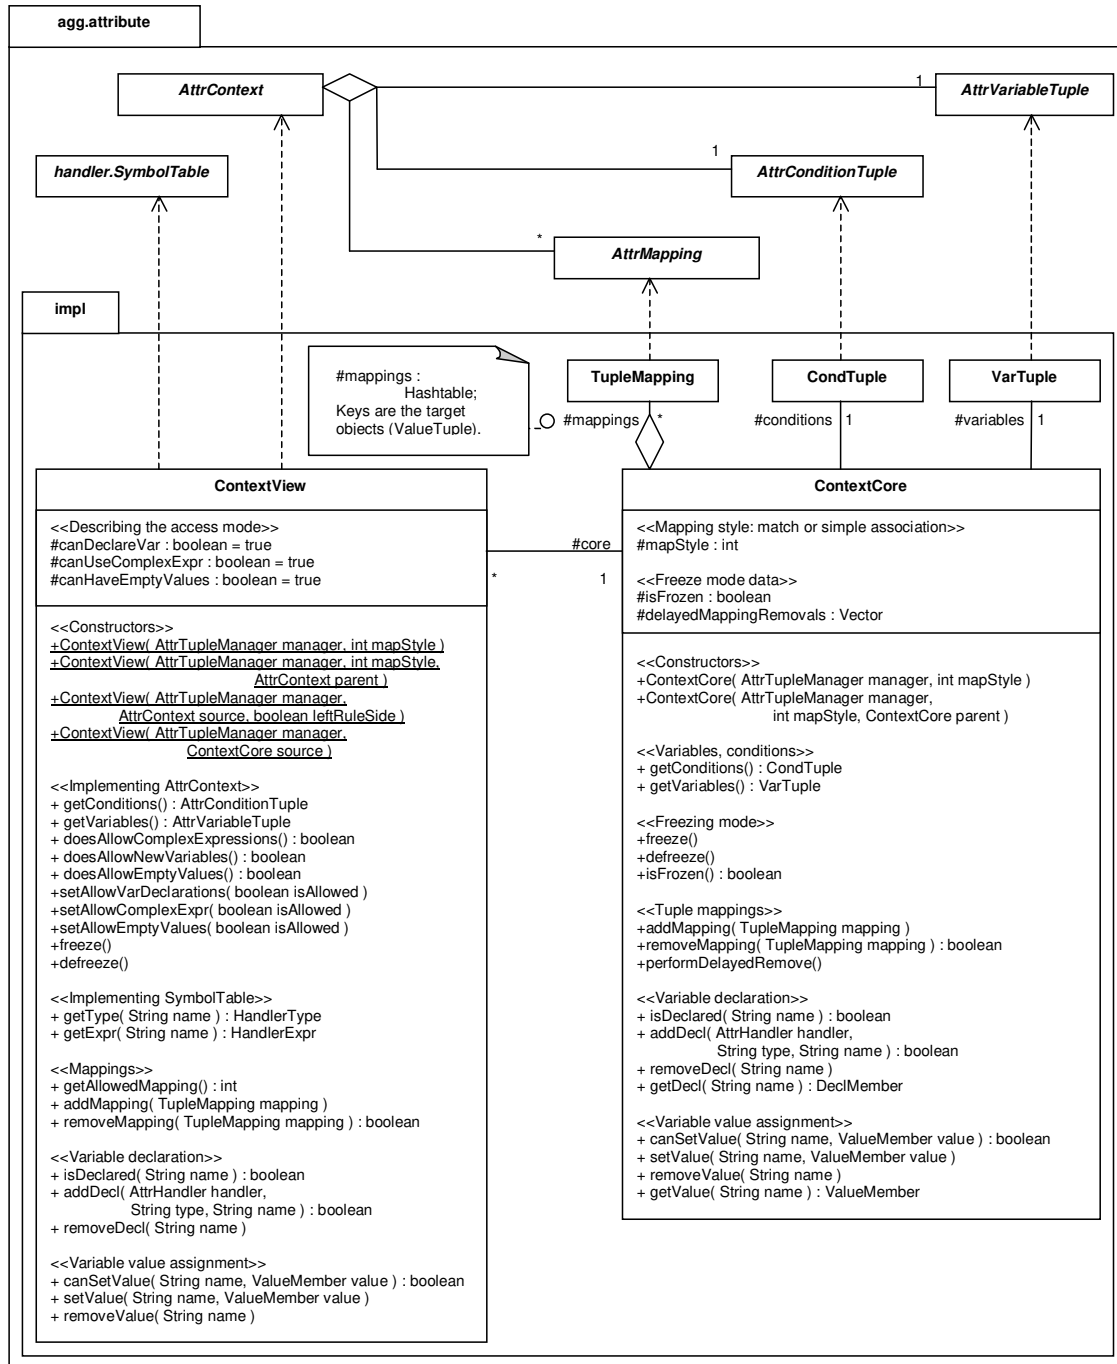 agg.attribute
AttrContext
1
AttrVariableTuple
handler.SymbolTable
1
AttrConditionTuple
*
AttrMapping
impl
#mappings :
Hashtable;
Keys are the target
objects (ValueTuple).
TupleMapping
CondTuple
VarTuple
#mappings
*
#conditions
1
#variables
1
ContextView
<<Describing the access mode>>
#canDeclareVar : boolean = true
#canUseComplexExpr : boolean = true
#canHaveEmptyValues : boolean = true
<<Constructors>>
+ContextView( AttrTupleManager manager, int mapStyle )
+ContextView( AttrTupleManager manager, int mapStyle,
AttrContext parent )
+ContextView( AttrTupleManager manager,
AttrContext source, boolean leftRuleSide )
+ContextView( AttrTupleManager manager,
ContextCore source )
<<Implementing AttrContext>>
+ getConditions() : AttrConditionTuple
+ getVariables() : AttrVariableTuple
+ doesAllowComplexExpressions() : boolean
+ doesAllowNewVariables() : boolean
+ doesAllowEmptyValues() : boolean
+setAllowVarDeclarations( boolean isAllowed )
+setAllowComplexExpr( boolean isAllowed )
+setAllowEmptyValues( boolean isAllowed )
+freeze()
+defreeze()
<<Implementing SymbolTable>>
+ getType( String name ) : HandlerType
+ getExpr( String name ) : HandlerExpr
<<Mappings>>
+ getAllowedMapping() : int
+ addMapping( TupleMapping mapping )
+ removeMapping( TupleMapping mapping ) : boolean
<<Variable declaration>>
+ isDeclared( String name ) : boolean
+ addDecl( AttrHandler handler,
String type, String name ) : boolean
+ removeDecl( String name )
<<Variable value assignment>>
+ canSetValue( String name, ValueMember value ) : boolean
+ setValue( String name, ValueMember value )
+ removeValue( String name )
#core
*
1
ContextCore
<<Mapping style: match or simple association>>
#mapStyle : int
<<Freeze mode data>>
#isFrozen : boolean
#delayedMappingRemovals : Vector
<<Constructors>>
+ContextCore( AttrTupleManager manager, int mapStyle )
+ContextCore( AttrTupleManager manager,
int mapStyle, ContextCore parent )
<<Variables, conditions>>
+ getConditions() : CondTuple
+ getVariables() : VarTuple
<<Freezing mode>>
+freeze()
+defreeze()
+isFrozen() : boolean
<<Tuple mappings>>
+addMapping( TupleMapping mapping )
+removeMapping( TupleMapping mapping ) : boolean
+performDelayedRemove()
<<Variable declaration>>
+ isDeclared( String name ) : boolean
+ addDecl( AttrHandler handler,
String type, String name ) : boolean
+ removeDecl( String name )
+ getDecl( String name ) : DeclMember
<<Variable value assignment>>
+ canSetValue( String name, ValueMember value ) : boolean
+ setValue( String name, ValueMember value )
+ removeValue( String name )
+ getValue( String name ) : ValueMember